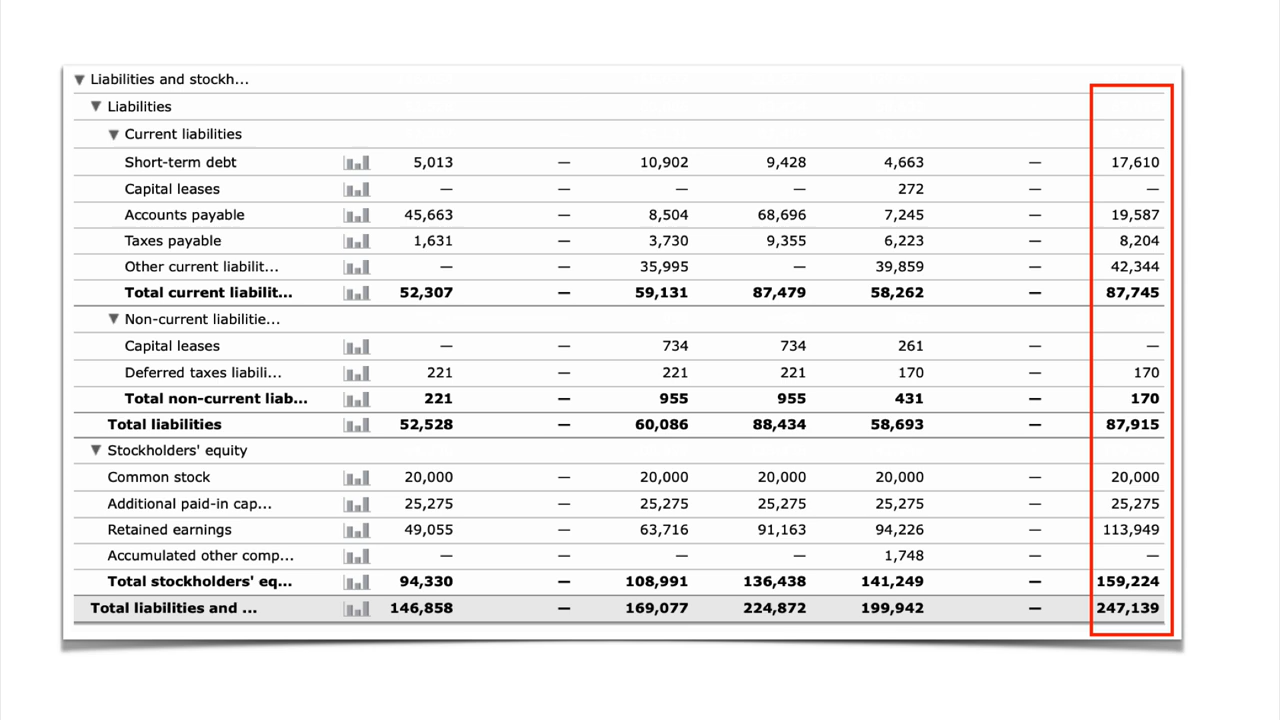 ▼ Liabilities and stockh...
▼ Liabilities
▼ Current liabilities
Short-term debt 5,013 — 10,902 9,428 4,663 — 17,610
Capital leases — — — — 272 — —
Accounts payable 45,663 — 8,504 68,696 7,245 — 19,587
Taxes payable 1,631 — 3,730 9,355 6,223 — 8,204
Other current liabilit... — — 35,995 — 39,859 — 42,344
Total current liabilit... 52,307 — 59,131 87,479 58,262 — 87,745
▼ Non-current liabilitie...
Capital leases — — 734 734 261 — —
Deferred taxes liabili... 221 — 221 221 170 — 170
Total non-current liab... 221 — 955 955 431 — 170
Total liabilities 52,528 — 60,086 88,434 58,693 — 87,915
▼ Stockholders' equity
Common stock 20,000 — 20,000 20,000 20,000 — 20,000
Additional paid-in cap... 25,275 — 25,275 25,275 25,275 — 25,275
Retained earnings 49,055 — 63,716 91,163 94,226 — 113,949
Accumulated other comp... — — — — 1,748 — —
Total stockholders' eq... 94,330 — 108,991 136,438 141,249 — 159,224
Total liabilities and ... 146,858 — 169,077 224,872 199,942 — 247,139